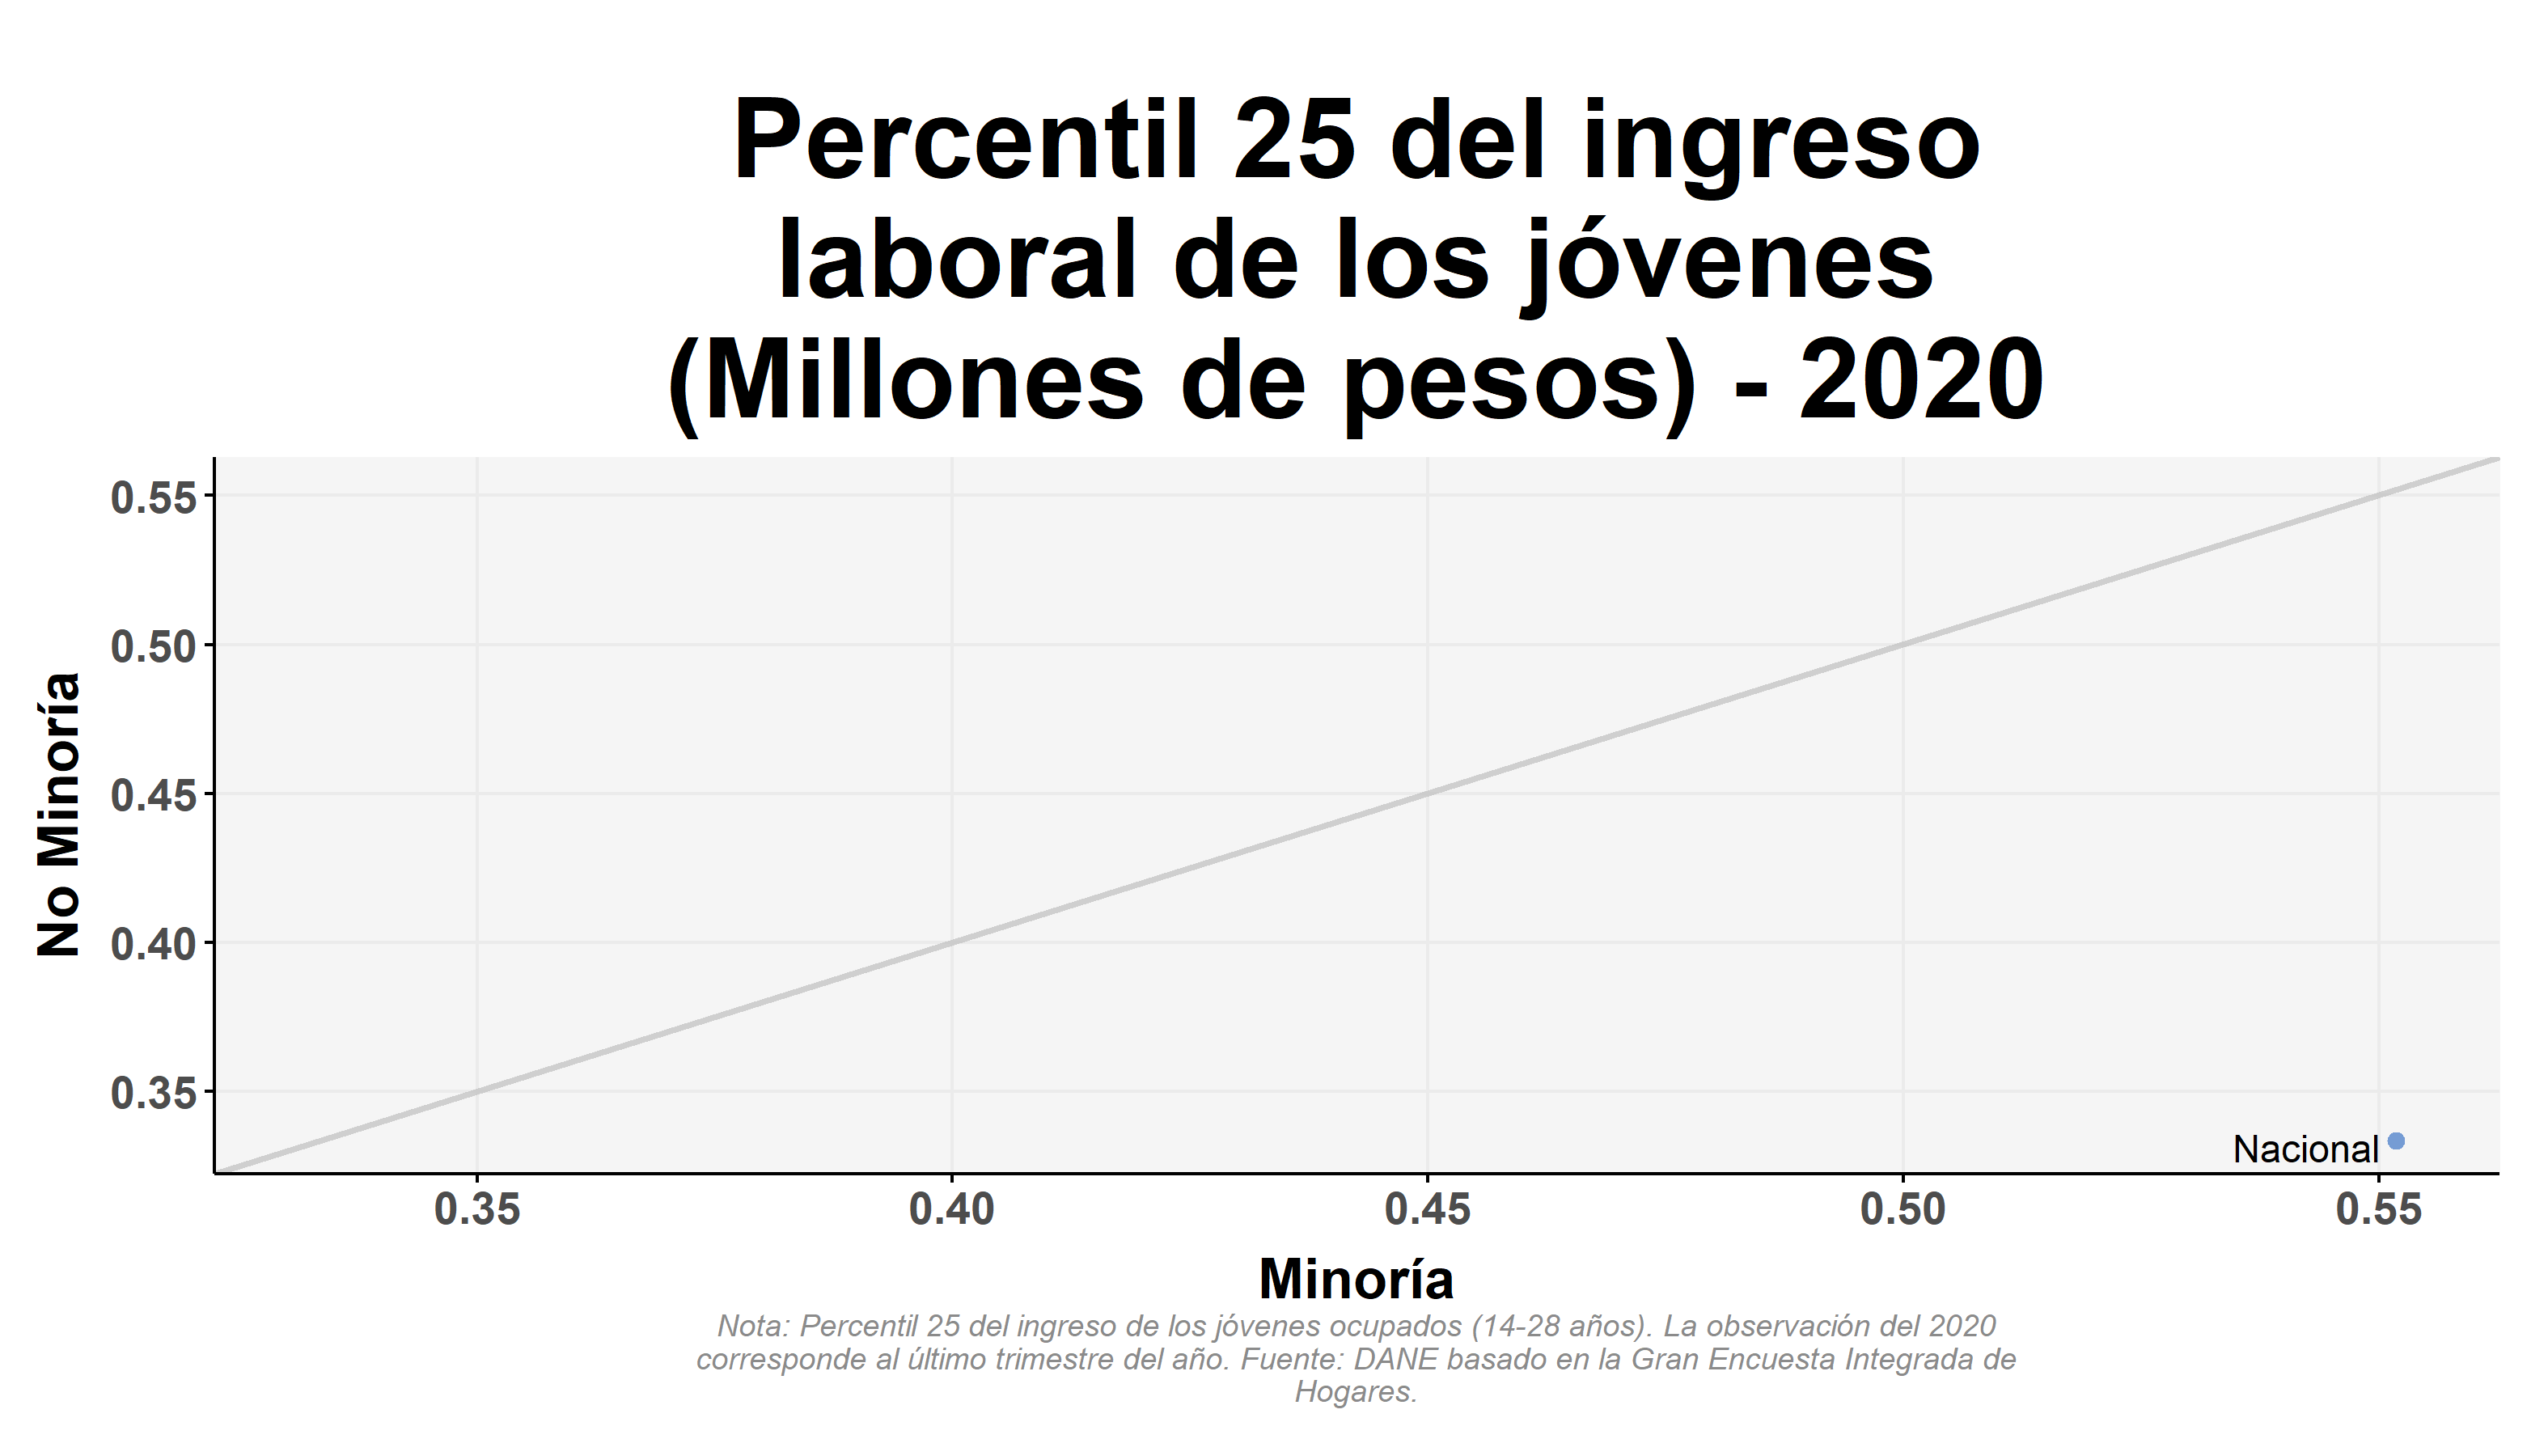 Percentil 25 del ingreso
laboral de los jóvenes
(Millones de pesos) - 2020
0.55
0.50
0.45
0.40
0.35
No Minoría
Nacional
0.35
0.40
0.45
0.50
0.55
Minoría
Nota: Percentil 25 del ingreso de los jóvenes ocupados (14-28 años). La observación del 2020
corresponde al último trimestre del año. Fuente: DANE basado en la Gran Encuesta Integrada de
Hogares.